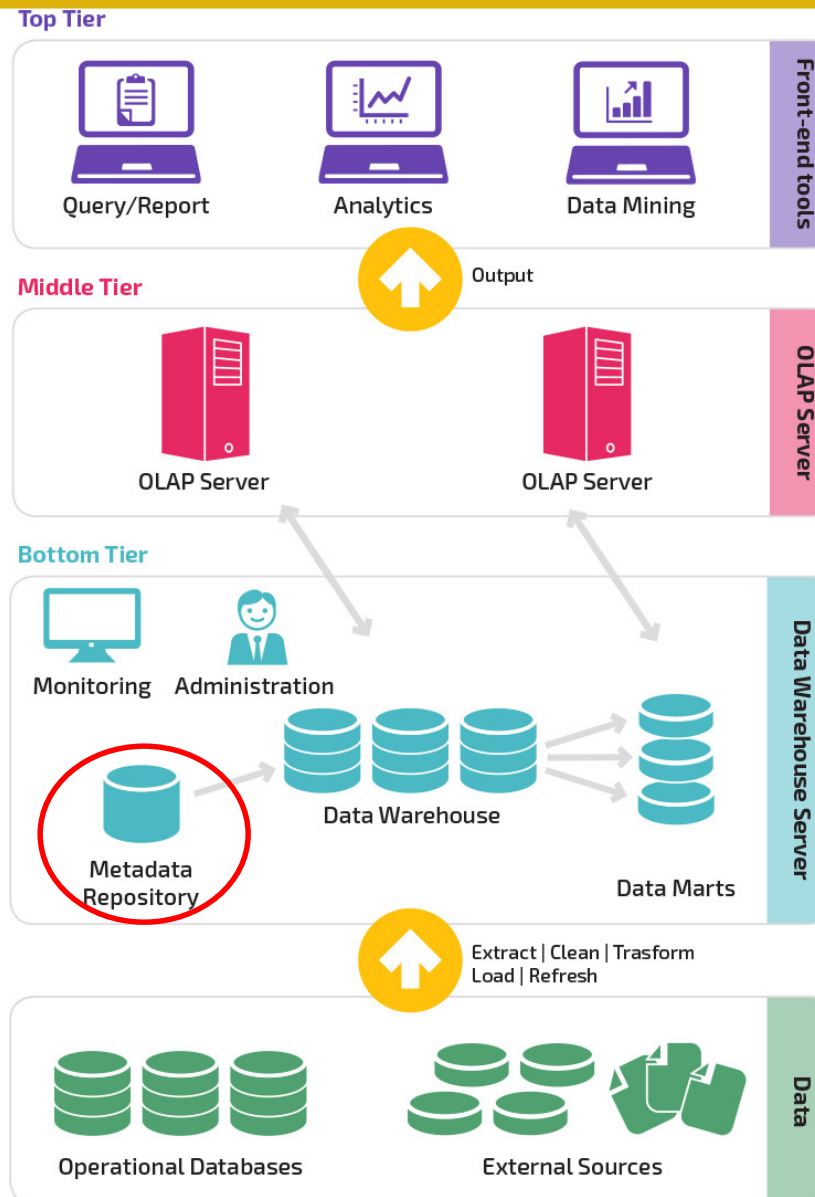 Top Tier
Front-end tools
Query/Report
Analytics
Data Mining
Output
Middle Tier
OLAP Server
OLAP Server
OLAP Server
Bottom Tier
Data Warehouse Server
Monitoring
Administration
Data Warehouse
Metadata
Repository
Data Marts
Extract | Clean | Trasform
Load | Refresh
Data
Operational Databases
External Sources